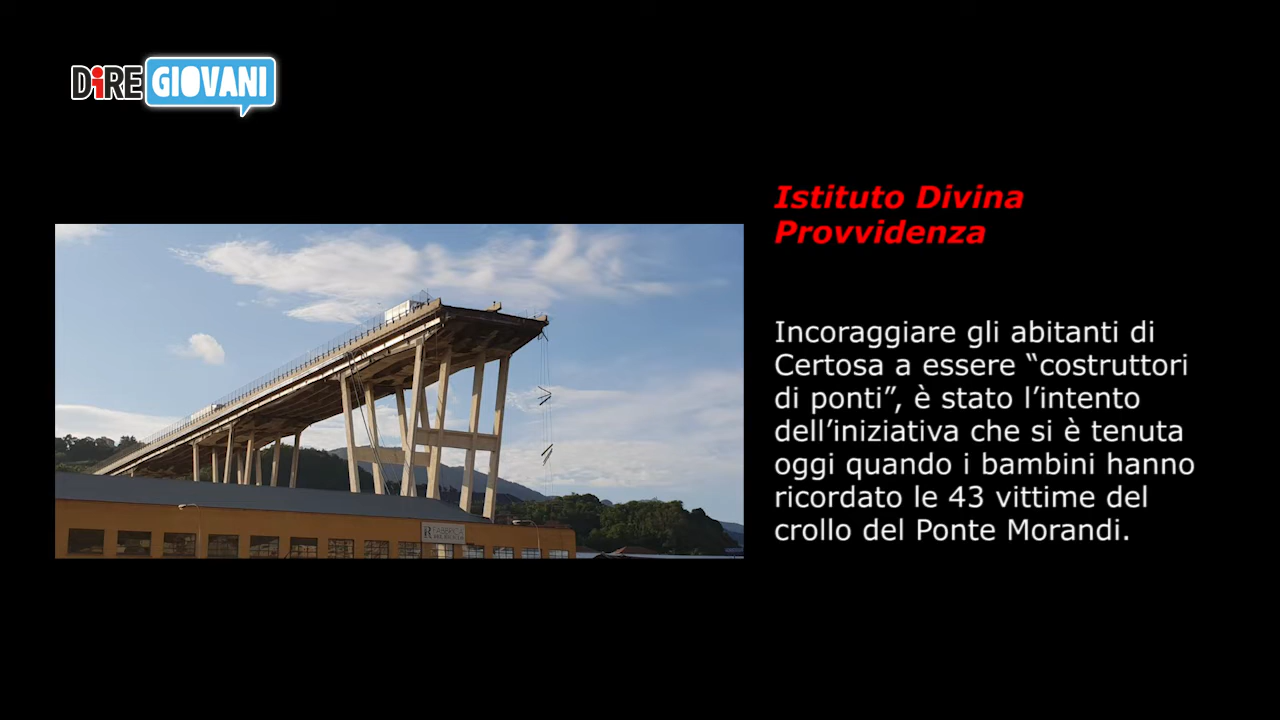 DiRE GIOVANI
Istituto Divina
Provvidenza
Incoraggiare gli abitanti di
Certosa a essere “costruttori
di ponti”, è stato l’intento
dell’iniziativa che si è tenuta
oggi quando i bambini hanno
ricordato le 43 vittime del
crollo del Ponte Morandi.
FABBRICA